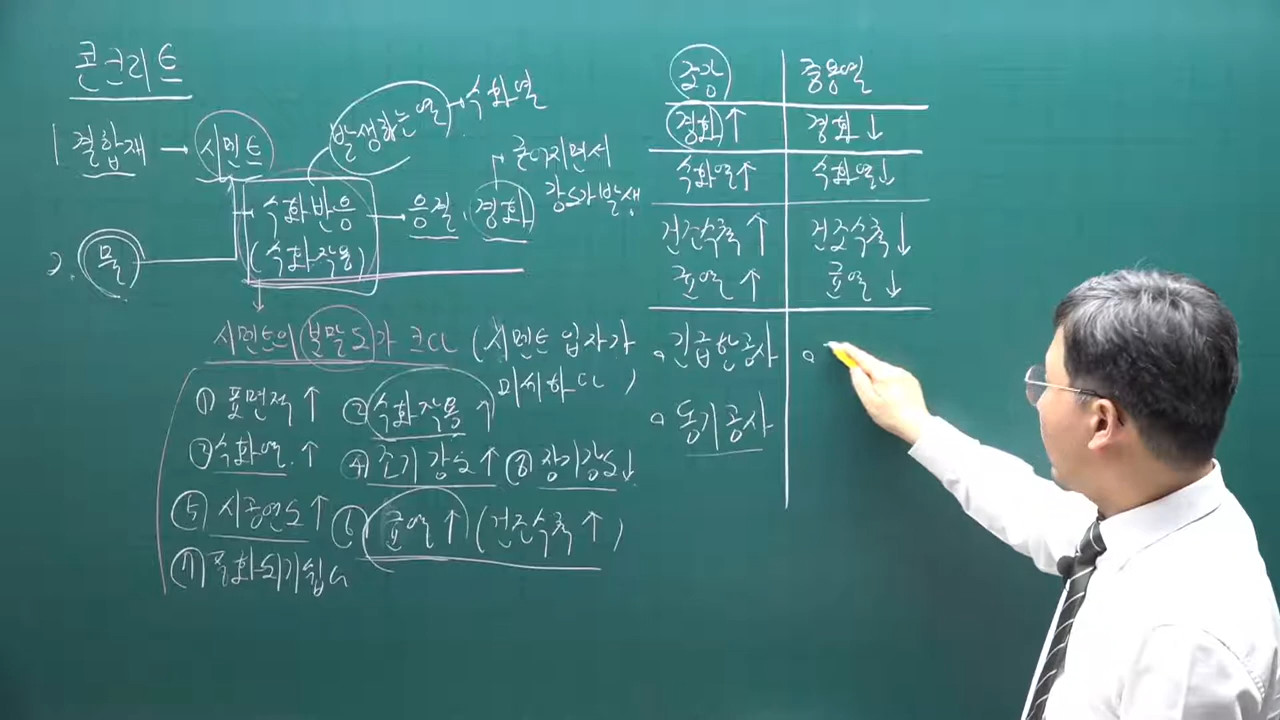 콘크리트
1. 결합재 → 시멘트
발생하는 열 → 수화열
수화반응 → 응결, 경화
(수화작용)
→ 굳어지면서
강도가 발생
2. 물
시멘트의 분말도가 크다 (시멘트 입자가
미세하다)
① 표면적 ↑ ② 수화작용 ↑
③ 수화열 ↑ ④ 초기강도 ↑ ⑧ 장기강도 ↓
⑤ 시공연도 ↑ ⑥ 균열 ↑ (건조수축 ↑)
⑦ 풍화되기 쉽다
조강 중용열
경화 ↑ 경화 ↓
수화열 ↑ 수화열 ↓
건조수축 ↑ 건조수축 ↓
균열 ↑ 균열 ↓
◦ 긴급한공사 ◦
◦ 동기공사